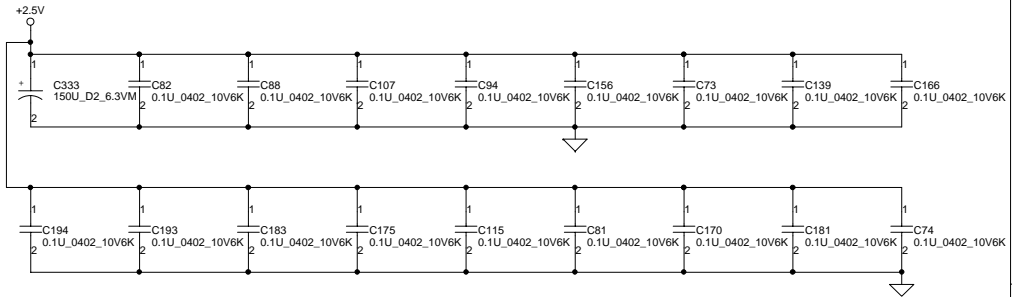 +2.5V
1 1 1 1 1 1 1 1 1
+ C333 C82 C88 C107 C94 C156 C73 C139 C166
150U_D2_6.3VM 0.1U_0402_10V6K 0.1U_0402_10V6K 0.1U_0402_10V6K 0.1U_0402_10V6K 0.1U_0402_10V6K 0.1U_0402_10V6K 0.1U_0402_10V6K 0.1U_0402_10V6K
2 2 2 2 2 2 2 2 2
1 1 1 1 1 1 1 1 1
C194 C193 C183 C175 C115 C81 C170 C181 C74
0.1U_0402_10V6K 0.1U_0402_10V6K 0.1U_0402_10V6K 0.1U_0402_10V6K 0.1U_0402_10V6K 0.1U_0402_10V6K 0.1U_0402_10V6K 0.1U_0402_10V6K 0.1U_0402_10V6K
2 2 2 2 2 2 2 2 2